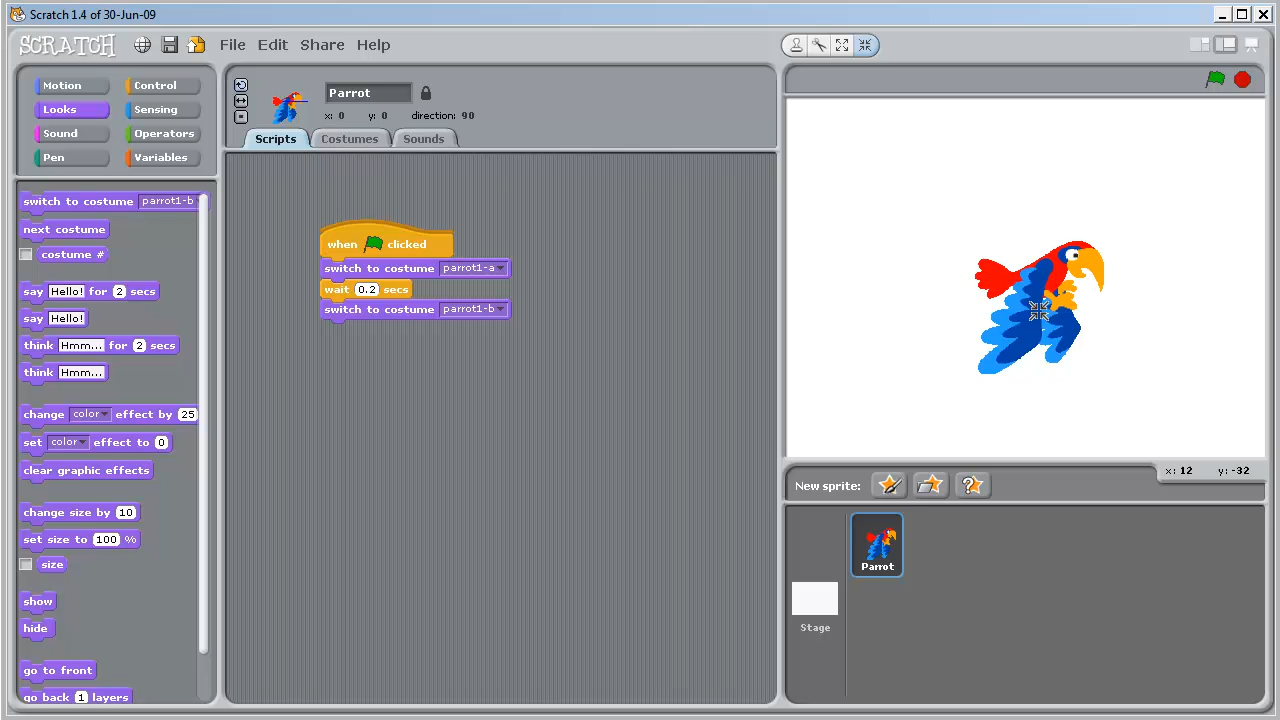 Scratch 1.4 of 30-Jun-09
SCRATCH File Edit Share Help
Motion Control
Looks Sensing
Sound Operators
Pen Variables
switch to costume parrot1-b
next costume
costume #
say Hello! for 2 secs
say Hello!
think Hmm... for 2 secs
think Hmm...
change color effect by 25
set color effect to 0
clear graphic effects
change size by 10
set size to 100 %
size
show
hide
go to front
go back 1 layers
Parrot
x: 0 y: 0 direction: 90
Scripts Costumes Sounds
when clicked
switch to costume parrot1-a
wait 0.2 secs
switch to costume parrot1-b
x: 12 y: -32
New sprite:
Parrot
Stage